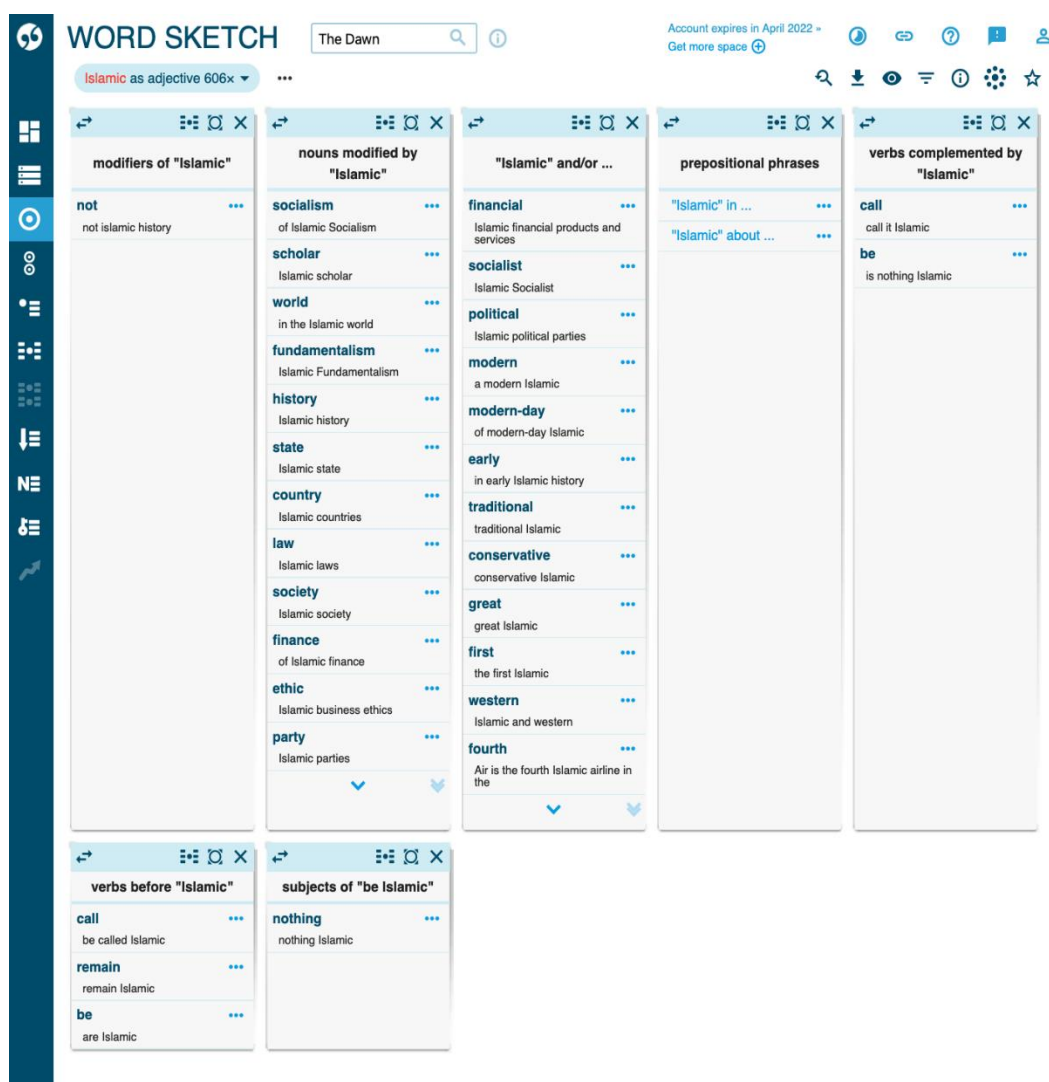 WORD SKETCH
The Dawn
Account expires in April 2022 »
Get more space
Islamic as adjective 606×
modifiers of "Islamic"
not
not islamic history
nouns modified by
"Islamic"
socialism
of Islamic Socialism
scholar
Islamic scholar
world
in the Islamic world
fundamentalism
Islamic Fundamentalism
history
Islamic history
state
Islamic state
country
Islamic countries
law
Islamic laws
society
Islamic society
finance
of Islamic finance
ethic
Islamic business ethics
party
Islamic parties
"Islamic" and/or ...
financial
Islamic financial products and
services
socialist
Islamic Socialist
political
Islamic political parties
modern
a modern Islamic
modern-day
of modern-day Islamic
early
in early Islamic history
traditional
traditional Islamic
conservative
conservative Islamic
great
great Islamic
first
the first Islamic
western
Islamic and western
fourth
Air is the fourth Islamic airline in
the
prepositional phrases
"Islamic" in ...
"Islamic" about ...
verbs complemented by
"Islamic"
call
call it Islamic
be
is nothing Islamic
verbs before "Islamic"
call
be called Islamic
remain
remain Islamic
be
are Islamic
subjects of "be Islamic"
nothing
nothing Islamic